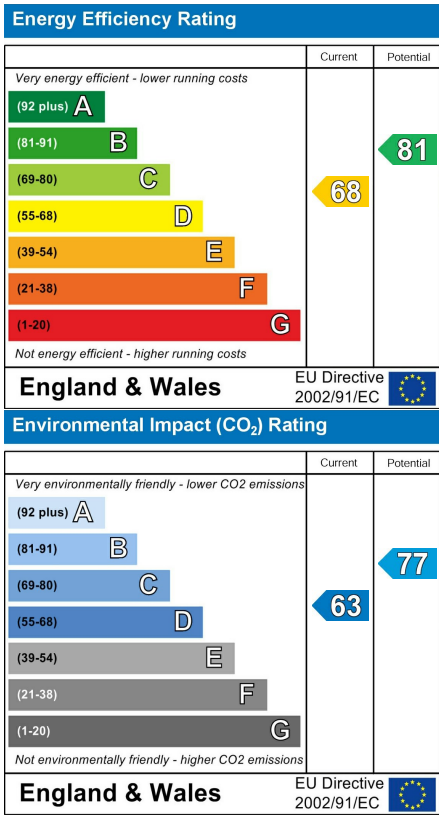 Energy Efficiency Rating
Current Potential
Very energy efficient - lower running costs
(92 plus) A
(81-91) B
81
(69-80) C
68
(55-68) D
(39-54) E
(21-38) F
(1-20) G
Not energy efficient - higher running costs
England & Wales
EU Directive
2002/91/EC
Environmental Impact (CO₂) Rating
Current Potential
Very environmentally friendly - lower CO2 emissions
(92 plus) A
(81-91) B
77
(69-80) C
63
(55-68) D
(39-54) E
(21-38) F
(1-20) G
Not environmentally friendly - higher CO2 emissions
England & Wales
EU Directive
2002/91/EC